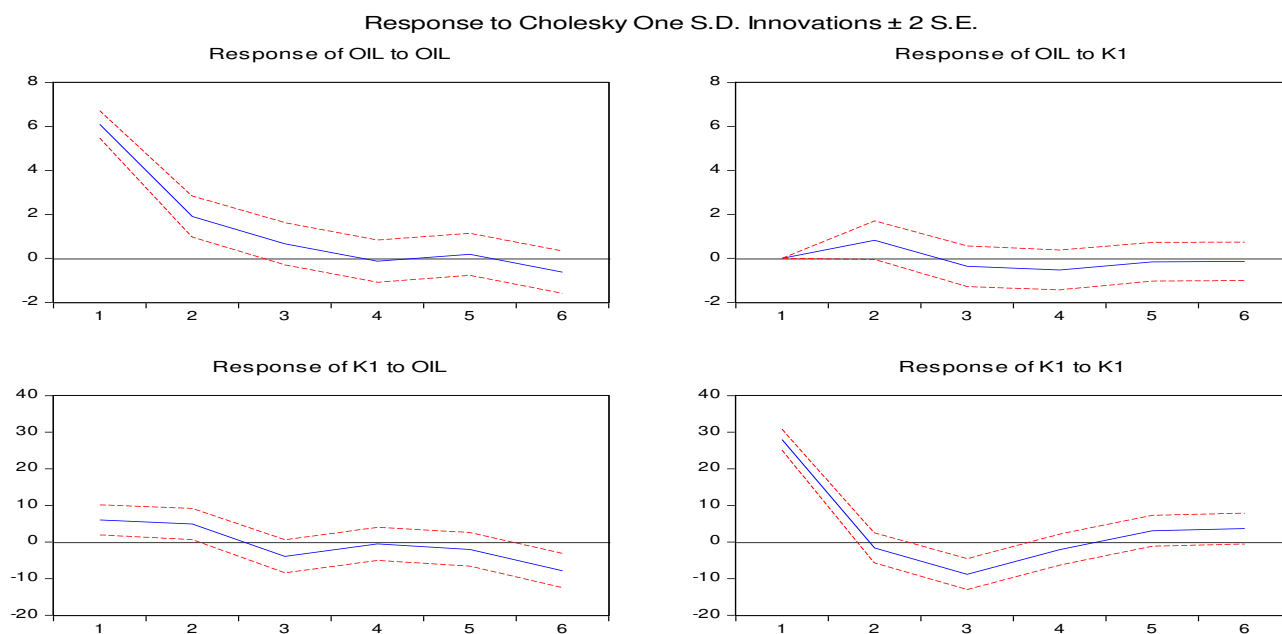 Response to Cholesky One S.D. Innovations ± 2 S.E.
Response of OIL to OIL
8
6
4
2
0
-2
1 2 3 4 5 6
Response of OIL to K1
8
6
4
2
0
-2
1 2 3 4 5 6
Response of K1 to OIL
40
30
20
10
0
-10
-20
1 2 3 4 5 6
Response of K1 to K1
40
30
20
10
0
-10
-20
1 2 3 4 5 6